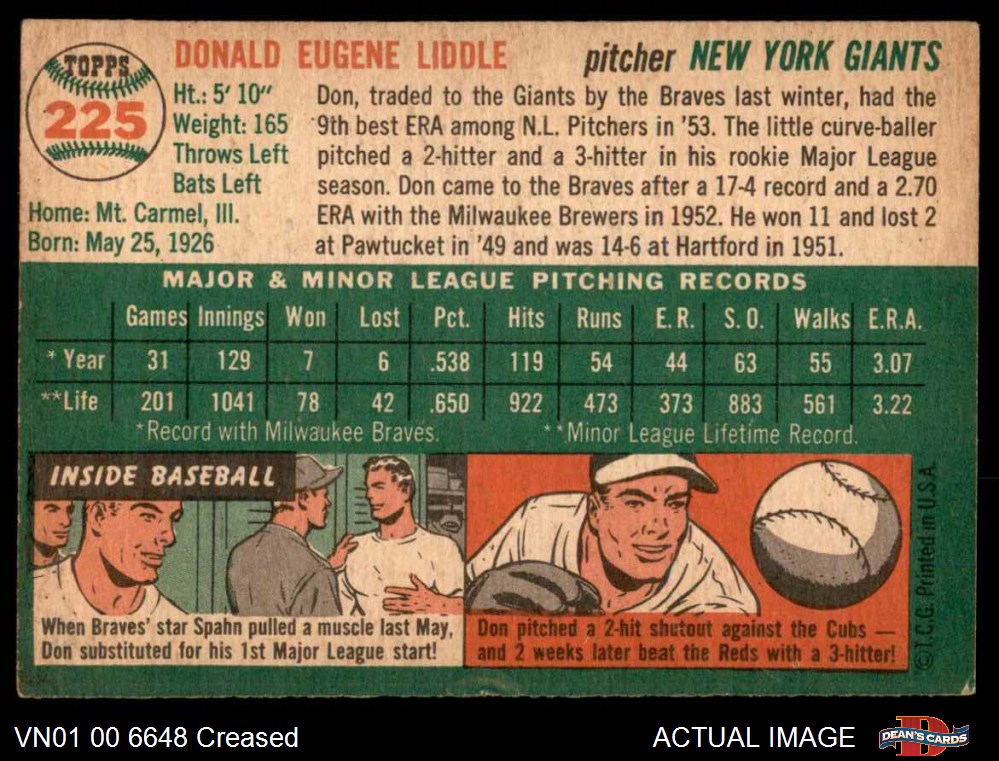 TOPPS
225
DONALD EUGENE LIDDLE
pitcher NEW YORK GIANTS
Ht.: 5' 10"
Weight: 165
Throws Left
Bats Left
Home: Mt. Carmel, Ill.
Born: May 25, 1926
Don, traded to the Giants by the Braves last winter, had the
9th best ERA among N.L. Pitchers in '53. The little curve-baller
pitched a 2-hitter and a 3-hitter in his rookie Major League
season. Don came to the Braves after a 17-4 record and a 2.70
ERA with the Milwaukee Brewers in 1952. He won 11 and lost 2
at Pawtucket in '49 and was 14-6 at Hartford in 1951.
MAJOR & MINOR LEAGUE PITCHING RECORDS
Games Innings Won Lost Pct. Hits Runs E.R. S.O. Walks E.R.A.
* Year 31 129 7 6 .538 119 54 44 63 55 3.07
**Life 201 1041 78 42 .650 922 473 373 883 561 3.22
*Record with Milwaukee Braves. **Minor League Lifetime Record.
INSIDE BASEBALL
When Braves' star Spahn pulled a muscle last May,
Don substituted for his 1st Major League start!
Don pitched a 2-hit shutout against the Cubs —
and 2 weeks later beat the Reds with a 3-hitter!
© T.C.G. Printed in U.S.A.
VN01 00 6648 Creased
ACTUAL IMAGE
D
DEAN'S CARDS